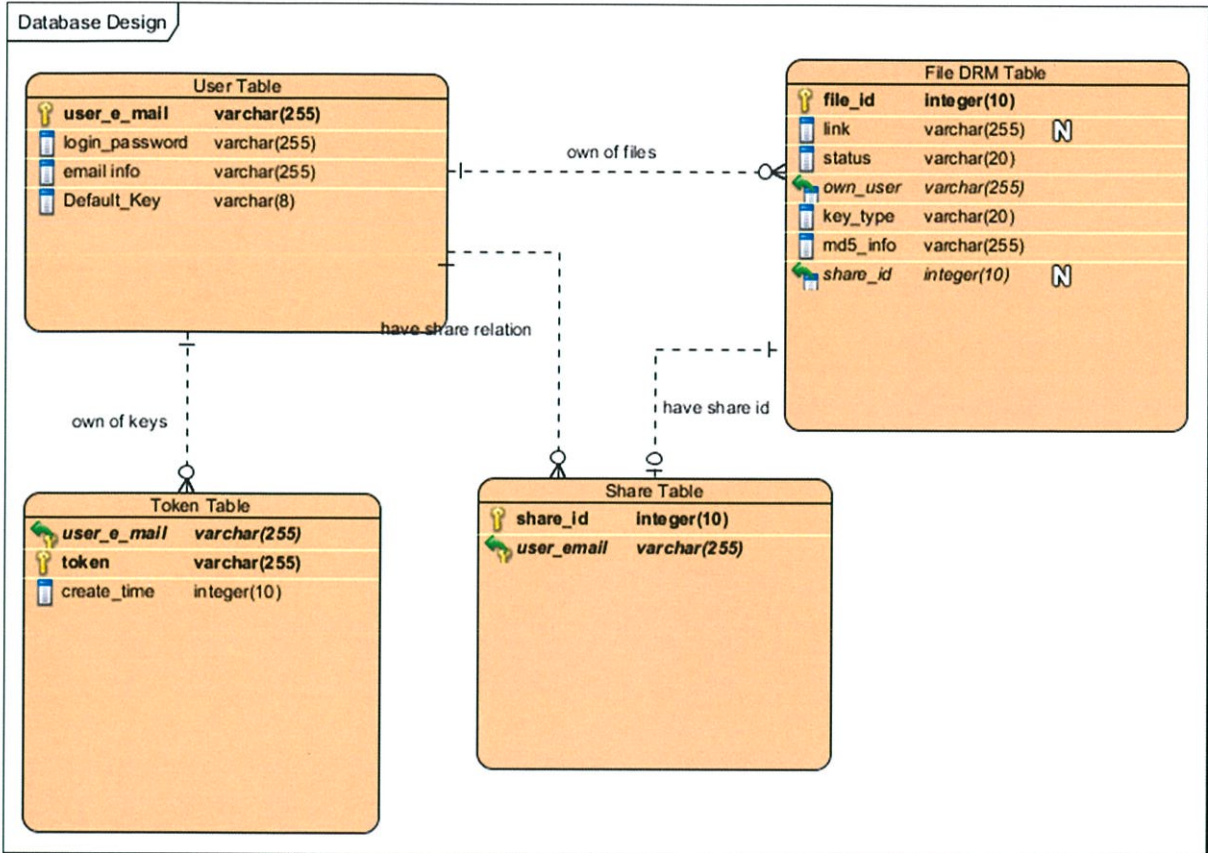 Database Design
User Table
user_e_mail varchar(255)
login_password varchar(255)
email info varchar(255)
Default_Key varchar(8)
File DRM Table
file_id integer(10)
link varchar(255) N
status varchar(20)
own_user varchar(255)
key_type varchar(20)
md5_info varchar(255)
share_id integer(10) N
own of files
have share relation
own of keys
have share id
Token Table
user_e_mail varchar(255)
token varchar(255)
create_time integer(10)
Share Table
share_id integer(10)
user_email varchar(255)